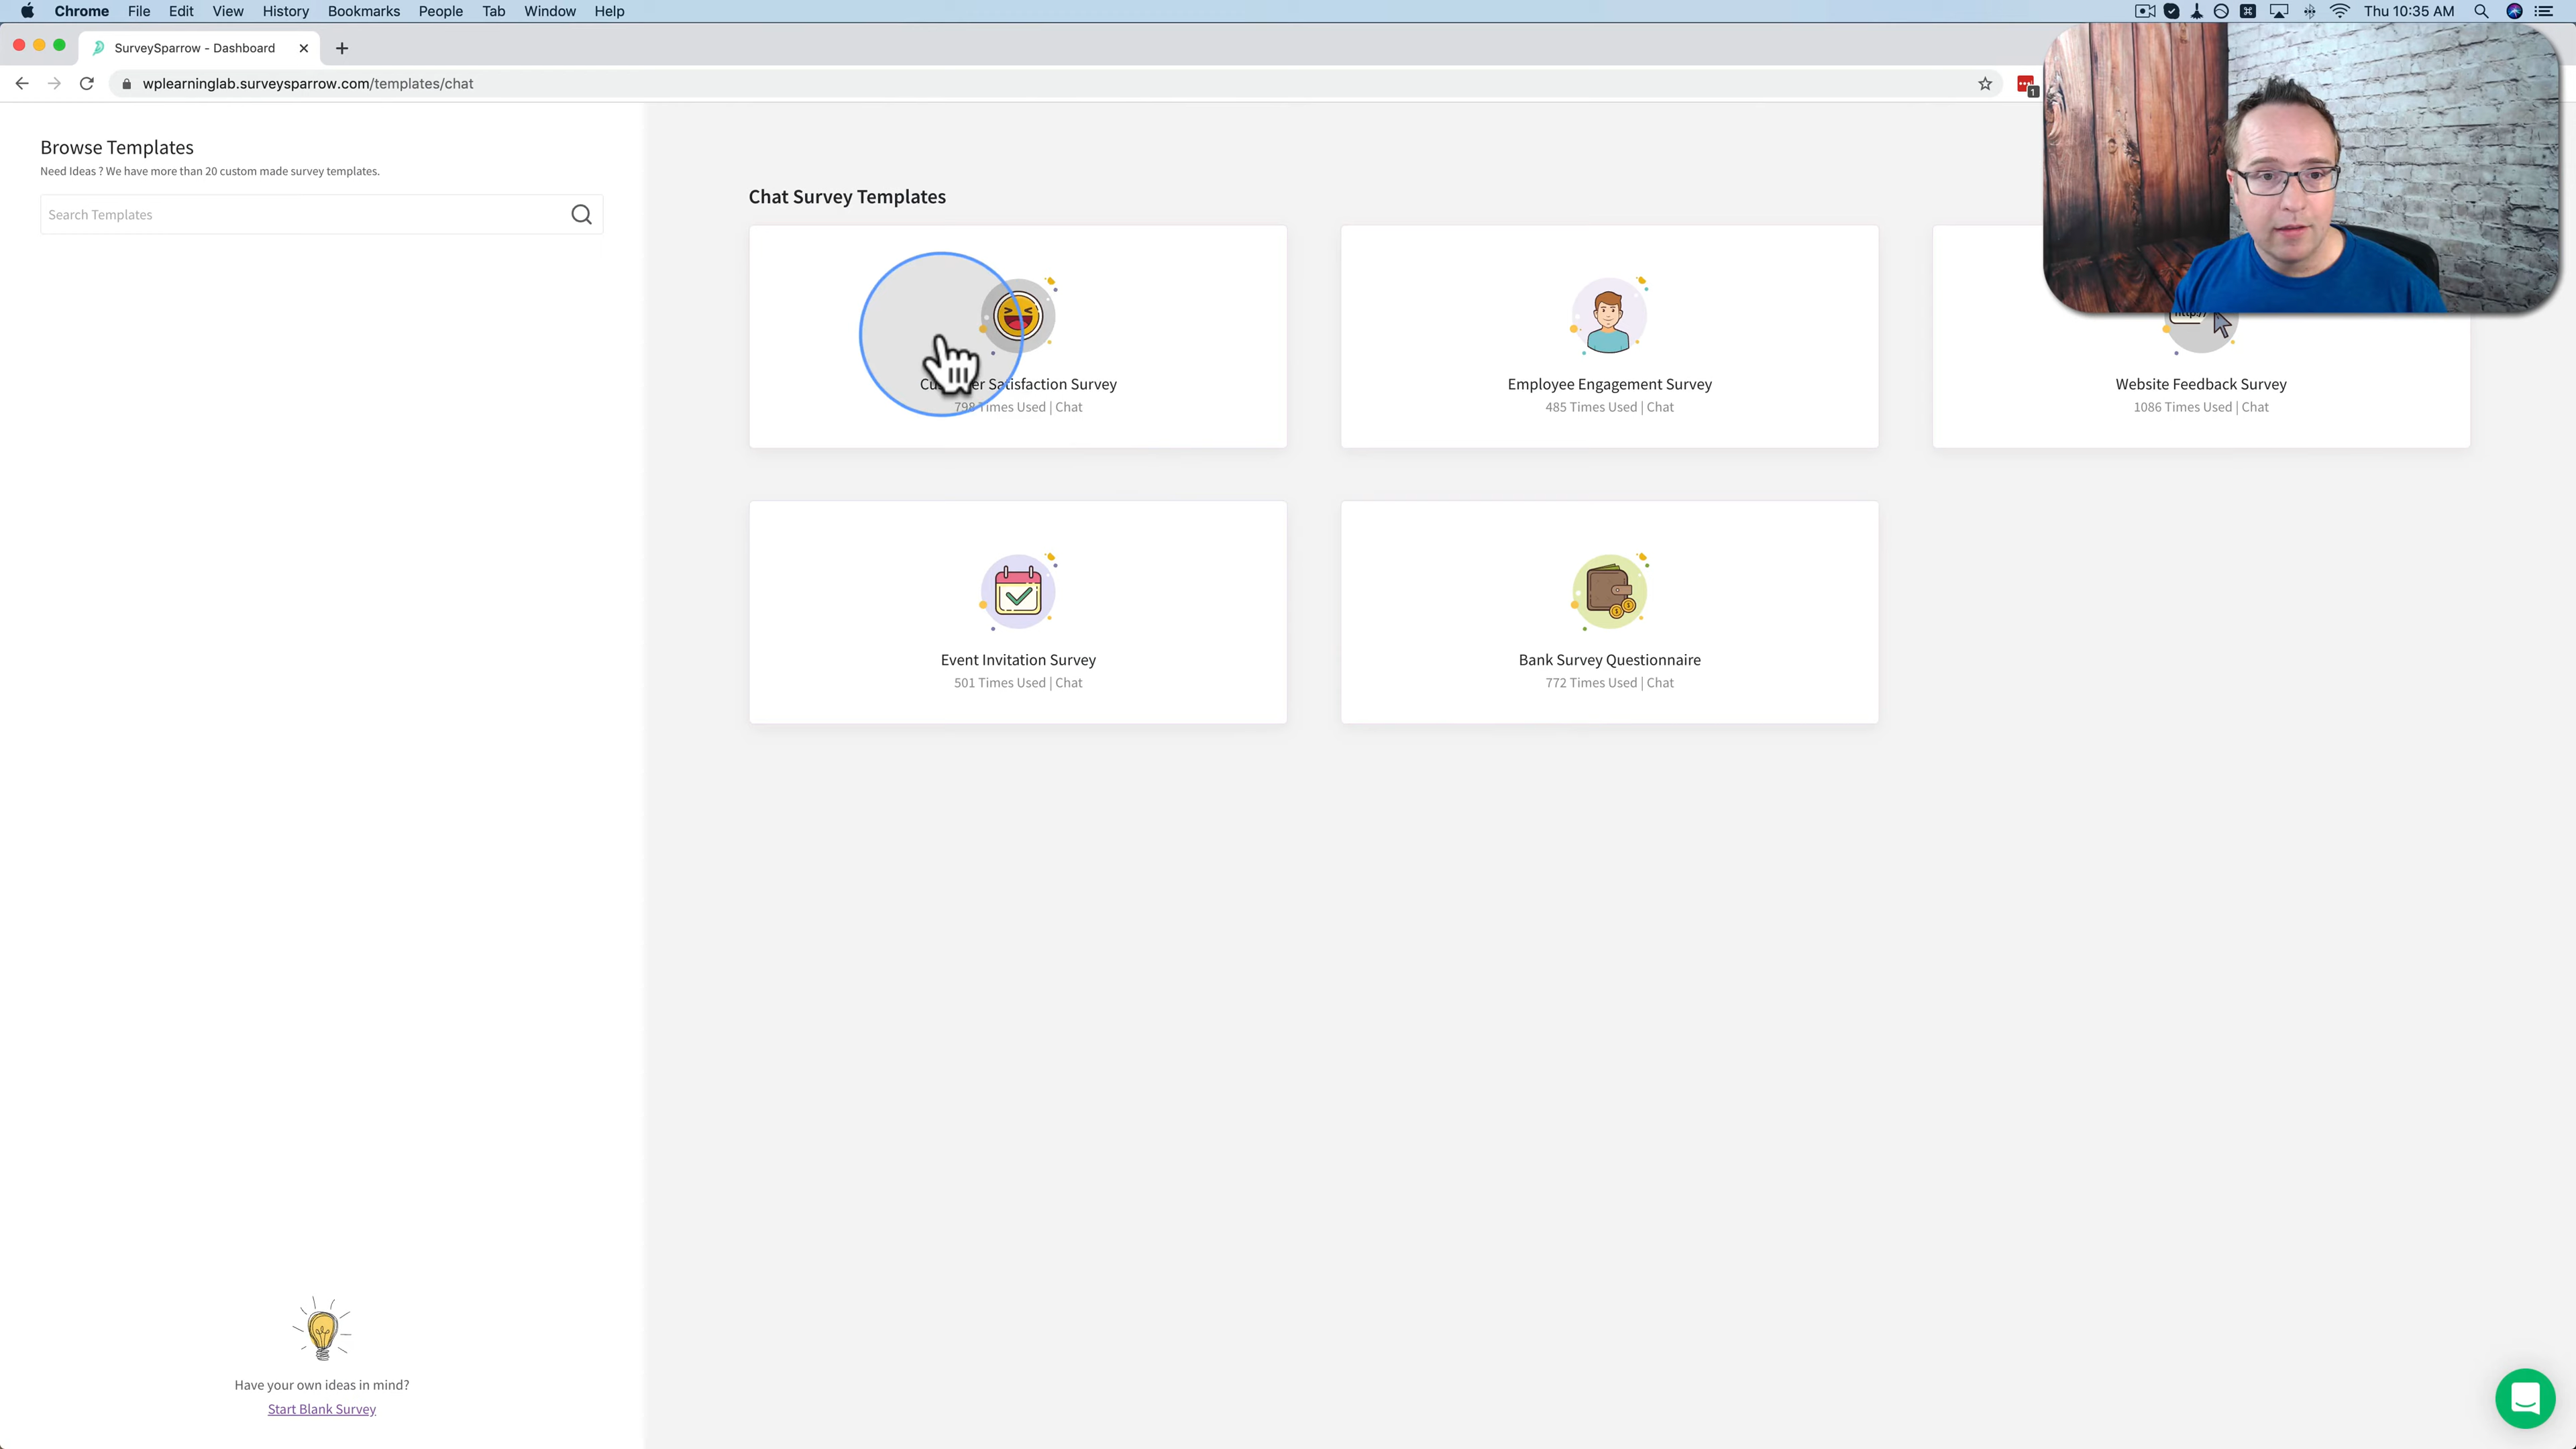 Chrome File Edit View History Bookmarks People Tab Window Help
Thu 10:35 AM
SurveySparrow - Dashboard
wplearninglab.surveysparrow.com/templates/chat
1
Browse Templates
Need Ideas ? We have more than 20 custom made survey templates.
Search Templates
Chat Survey Templates
Satisfaction Survey
798 Times Used | Chat
Employee Engagement Survey
485 Times Used | Chat
Website Feedback Survey
1086 Times Used | Chat
Event Invitation Survey
501 Times Used | Chat
Bank Survey Questionnaire
772 Times Used | Chat
Have your own ideas in mind?
Start Blank Survey